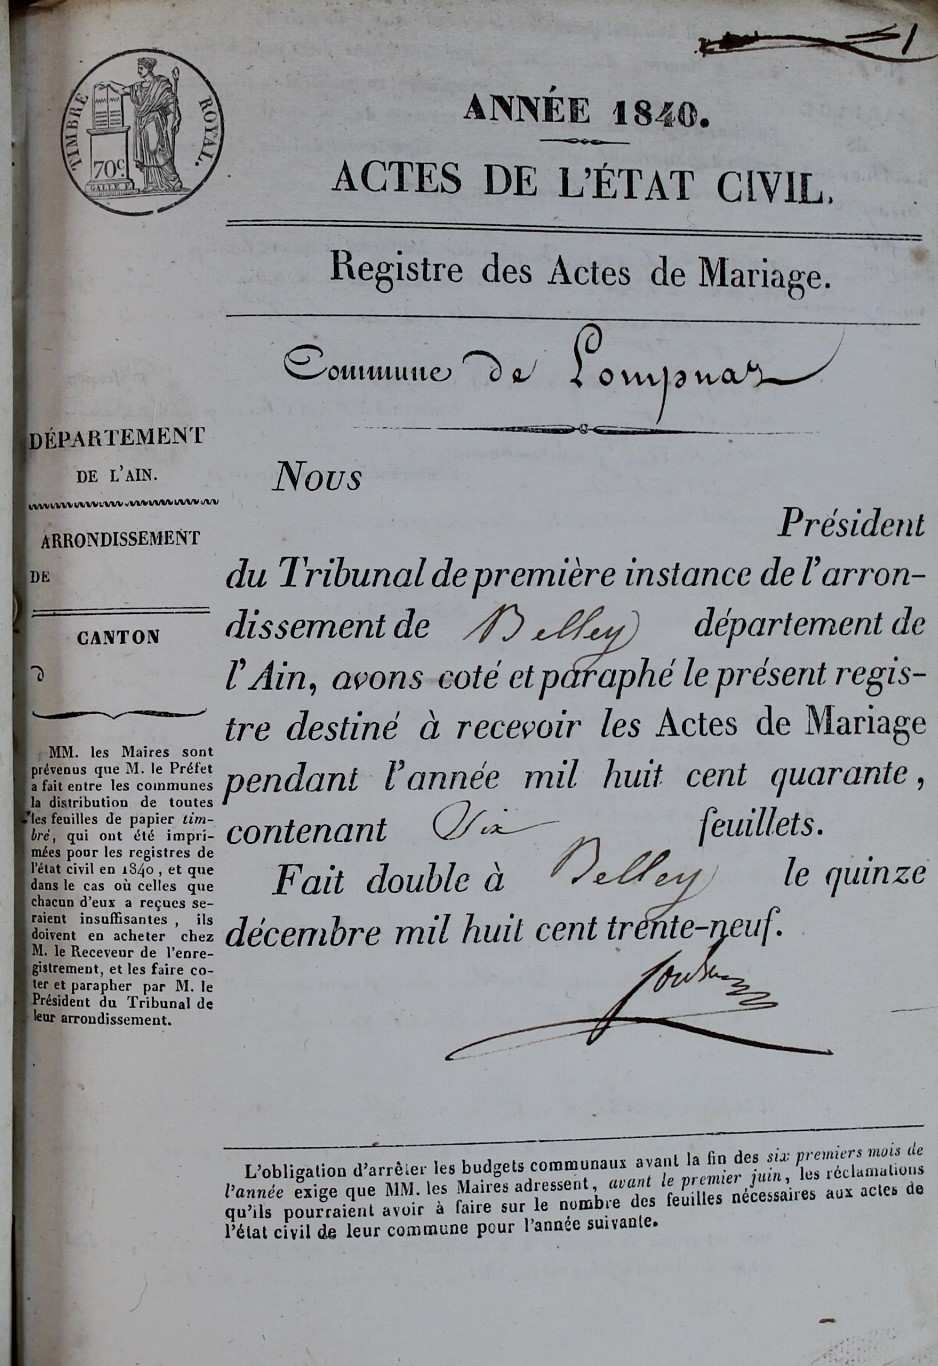 1
TIMBRE ROYAL.
70c.
GALLE F.
ANNÉE 1840.
ACTES DE L'ÉTAT CIVIL.
Registre des Actes de Mariage.
Commune de Lompnaz
DÉPARTEMENT
DE L'AIN.
ARRONDISSEMENT
DE
CANTON
d
MM. les Maires sont
prévenus que M. le Préfet
a fait entre les communes
la distribution de toutes
les feuilles de papier tim-
bré, qui ont été impri-
mées pour les registres de
l'état civil en 1840, et que
dans le cas où celles que
chacun d'eux a reçues se-
raient insuffisantes, ils
doivent en acheter chez
M. le Receveur de l'enre-
gistrement, et les faire co-
ter et parapher par M. le
Président du Tribunal de
leur arrondissement.
Nous
Président
du Tribunal de première instance de l'arron-
dissement de Belley département de
l'Ain, avons coté et paraphé le présent regis-
tre destiné à recevoir les Actes de Mariage
pendant l'année mil huit cent quarante,
contenant Six feuillets.
Fait double à Belley le quinze
décembre mil huit cent trente-neuf.
L'obligation d'arrêter les budgets communaux avant la fin des six premiers mois de
l'année exige que MM. les Maires adressent, avant le premier juin, les réclamations
qu'ils pourraient avoir à faire sur le nombre des feuilles nécessaires aux actes de
l'état civil de leur commune pour l'année suivante.